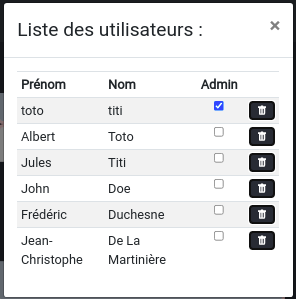 Liste des utilisateurs : ×
Prénom Nom Admin
toto titi
Albert Toto
Jules Titi
John Doe
Frédéric Duchesne
Jean- De La
Christophe Martinière